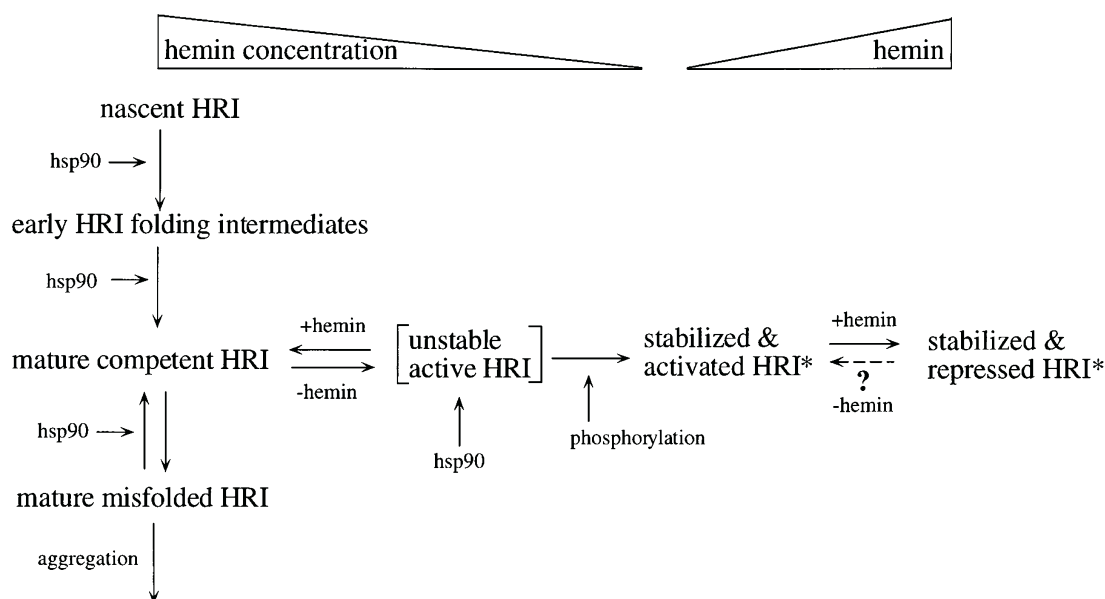 hemin concentration
hemin
nascent HRI
hsp90
early HRI folding intermediates
hsp90
mature competent HRI
+hemin
-hemin
unstable
active HRI
hsp90
phosphorylation
stabilized &
activated HRI*
+hemin
?
-hemin
stabilized &
repressed HRI*
hsp90
mature misfolded HRI
aggregation